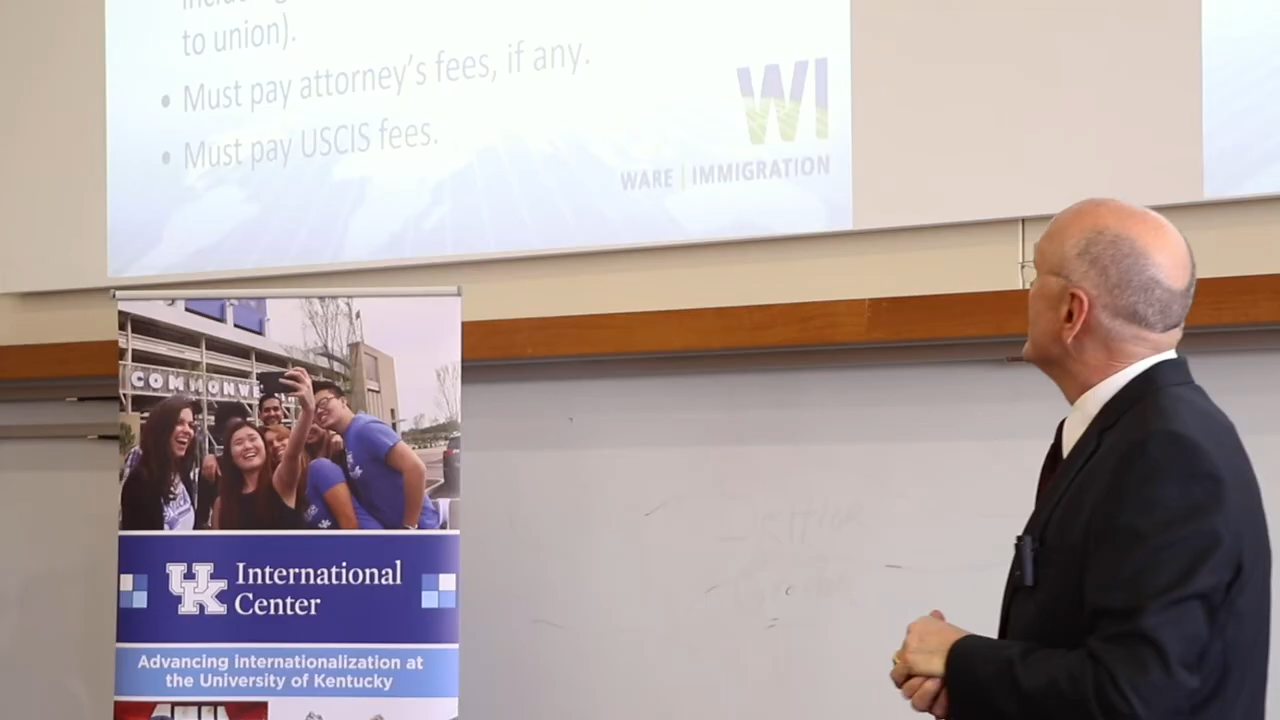 to union).
• Must pay attorney's fees, if any.
• Must pay USCIS fees.
WI
WARE | IMMIGRATION
COMMONWE
UK International
Center
Advancing internationalization at
the University of Kentucky